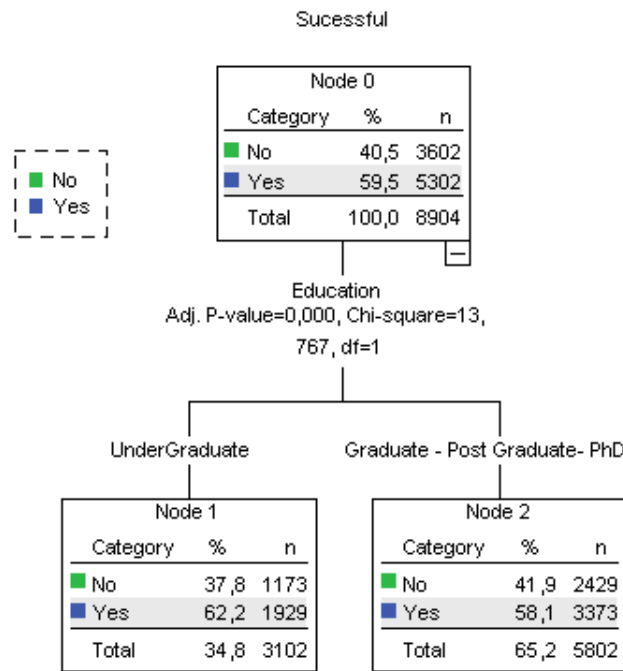 Sucessful
Node 0
Category % n
No 40,5 3602
Yes 59,5 5302
Total 100,0 8904
No
Yes
Education
Adj. P-value=0,000, Chi-square=13,
767, df=1
UnderGraduate
Graduate - Post Graduate- PhD
Node 1
Category % n
No 37,8 1173
Yes 62,2 1929
Total 34,8 3102
Node 2
Category % n
No 41,9 2429
Yes 58,1 3373
Total 65,2 5802